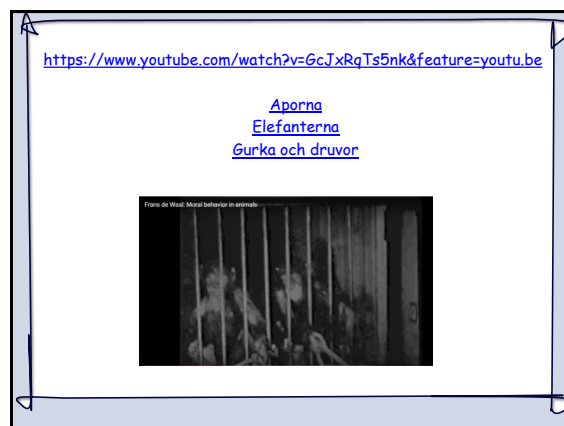 https://www.youtube.com/watch?v=GcJxRqTs5nk&feature=youtu.be
Aporna
Elefanterna
Gurka och druvor
Frans de Waal: Moral behavior in animals